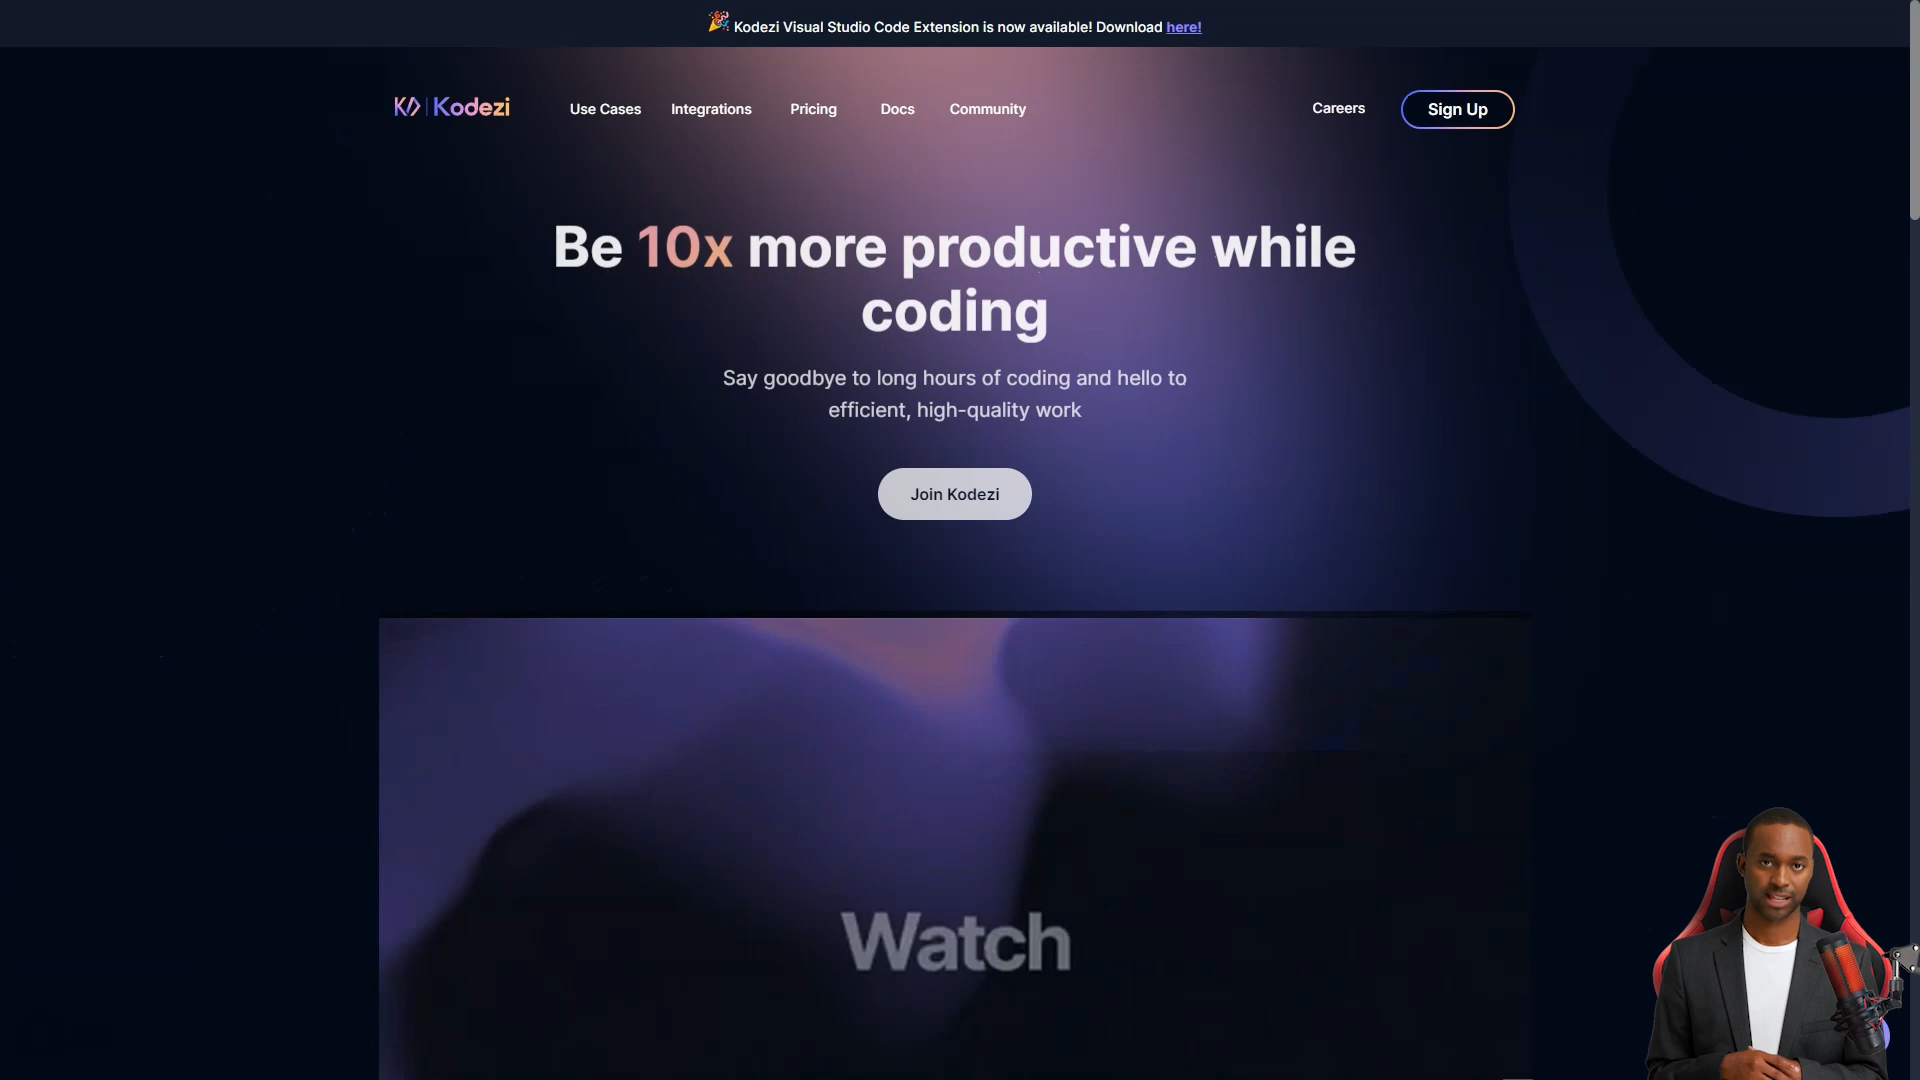 🎉 Kodezi Visual Studio Code Extension is now available! Download here!
Kodezi
Use Cases
Integrations
Pricing
Docs
Community
Careers
Sign Up
Be 10x more productive while
coding
Say goodbye to long hours of coding and hello to
efficient, high-quality work
Join Kodezi
Watch